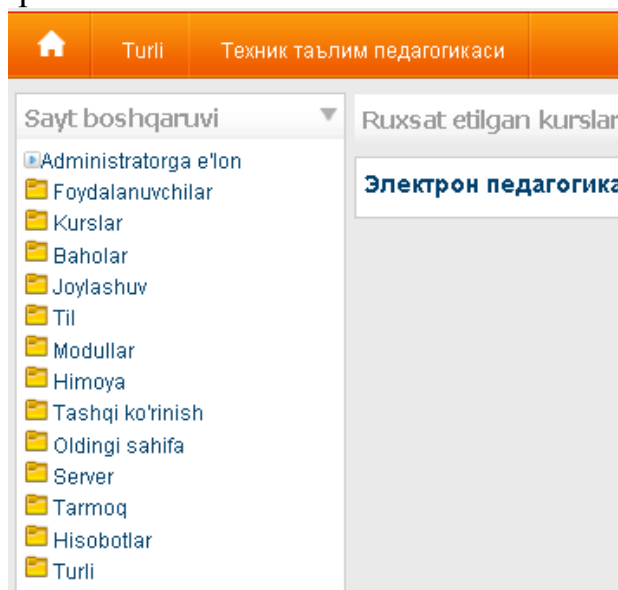 Turli Техник таълим педагогикаси
Sayt boshqaruvi
Administratorga e'lon
Foydalanuvchilar
Kurslar
Baholar
Joylashuv
Til
Modullar
Himoya
Tashqi ko'rinish
Oldingi sahifa
Server
Tarmoq
Hisobotlar
Turli
Ruxsat etilgan kurslar
Электрон педагогика